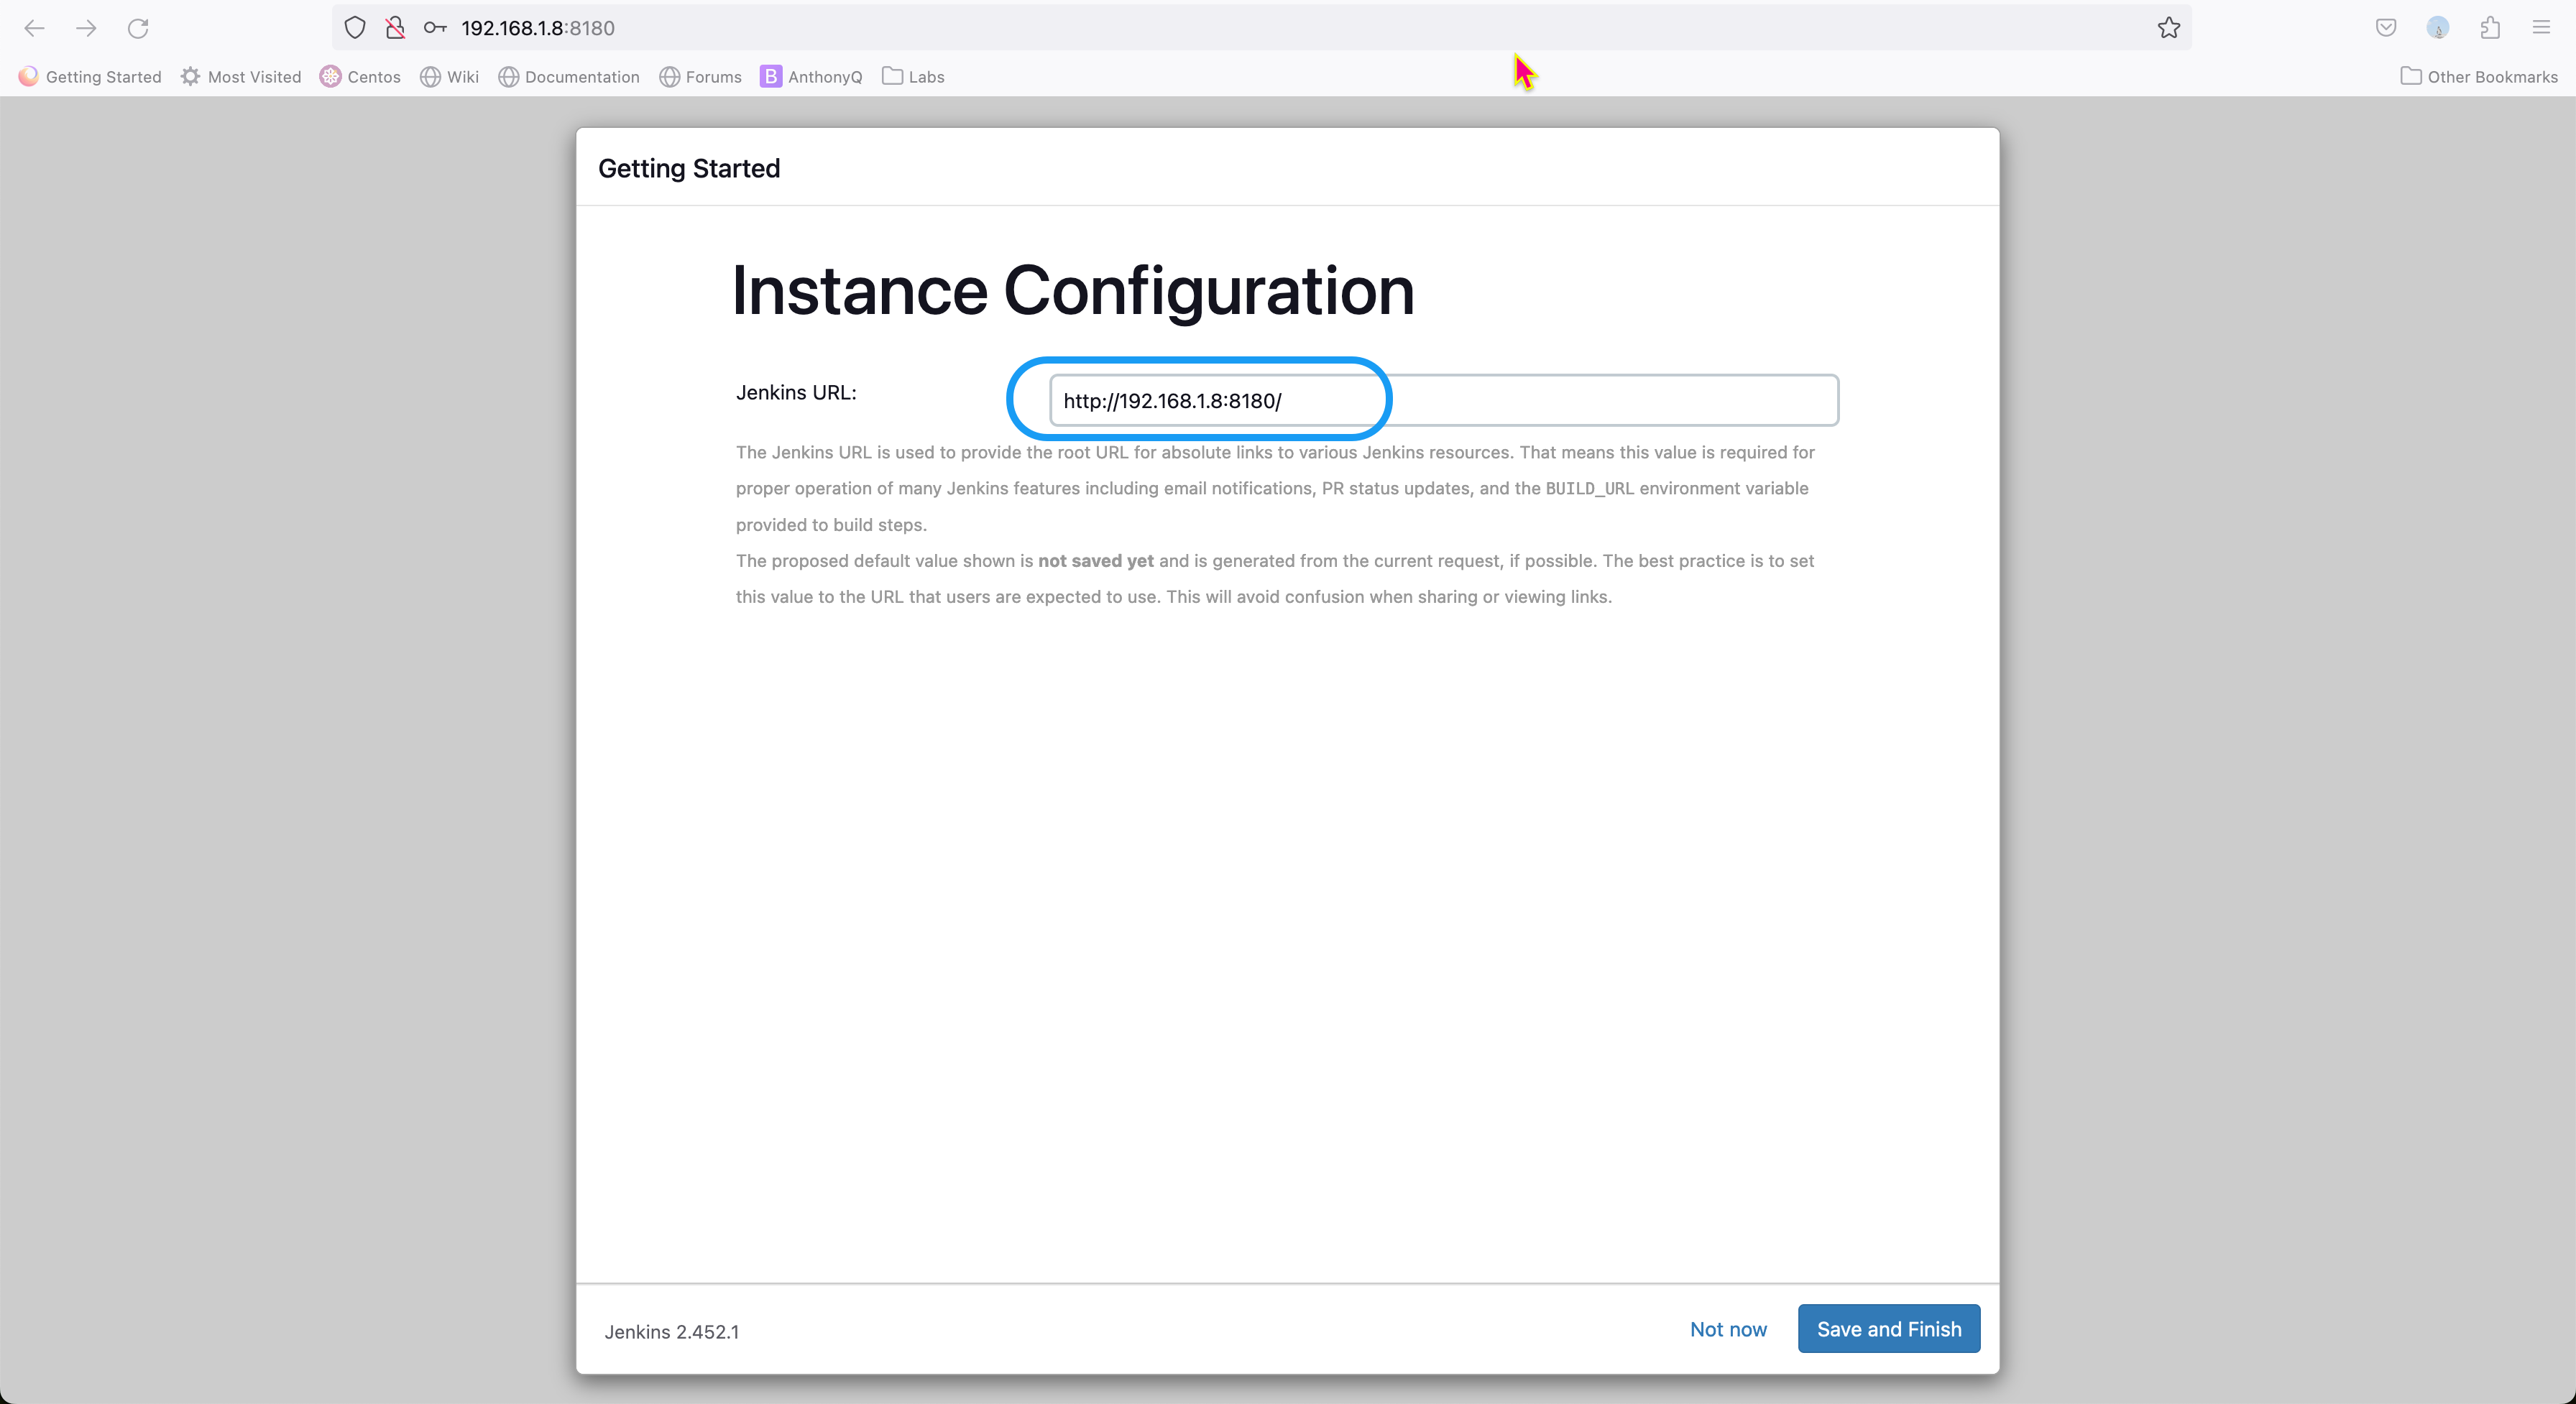 192.168.1.8:8180
Getting Started Most Visited Centos Wiki Documentation Forums B AnthonyQ Labs Other Bookmarks
Getting Started
Instance Configuration
Jenkins URL: http://192.168.1.8:8180/
The Jenkins URL is used to provide the root URL for absolute links to various Jenkins resources. That means this value is required for
proper operation of many Jenkins features including email notifications, PR status updates, and the BUILD_URL environment variable
provided to build steps.
The proposed default value shown is not saved yet and is generated from the current request, if possible. The best practice is to set
this value to the URL that users are expected to use. This will avoid confusion when sharing or viewing links.
Jenkins 2.452.1 Not now Save and Finish